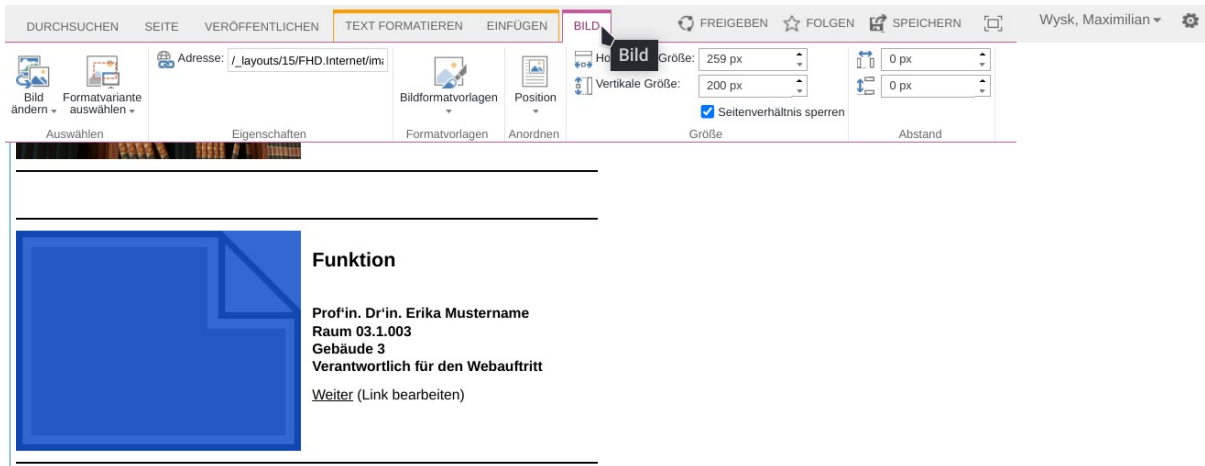 DURCHSUCHEN SEITE VERÖFFENTLICHEN TEXT FORMATIEREN EINFÜGEN BILD FREIGEBEN FOLGEN SPEICHERN Wysk, Maximilian
Bild ändern
Formatvariante auswählen
Auswählen
Adresse: /_layouts/15/FHD.Internet/im
Eigenschaften
Bildformatvorlagen
Formatvorlagen
Position
Anordnen
Ho Größe: 259 px
Bild
Vertikale Größe: 200 px
Seitenverhältnis sperren
Größe
0 px
0 px
Abstand
Funktion
Prof‘in. Dr‘in. Erika Mustername
Raum 03.1.003
Gebäude 3
Verantwortlich für den Webauftritt
Weiter (Link bearbeiten)